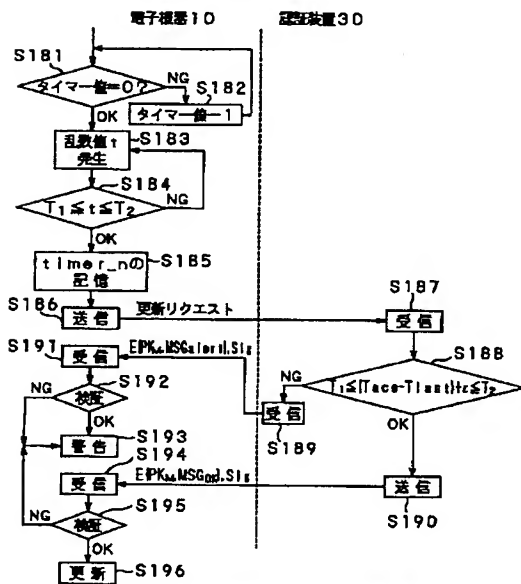 電子機器10
認証装置30
S181
タイマー値=0?
NG
S182
タイマー値-1
OK
乱数値t
発生
S183
S184
T1≦t≦T2
NG
OK
timer_nの
記憶
S185
S186
送信
更新リクエスト
S187
受信
S188
NG
OK
受信
S189
S191
受信
S192
検証
NG
OK
警告
S193
S194
受信
送信
S190
S195
検証
NG
OK
更新
S196